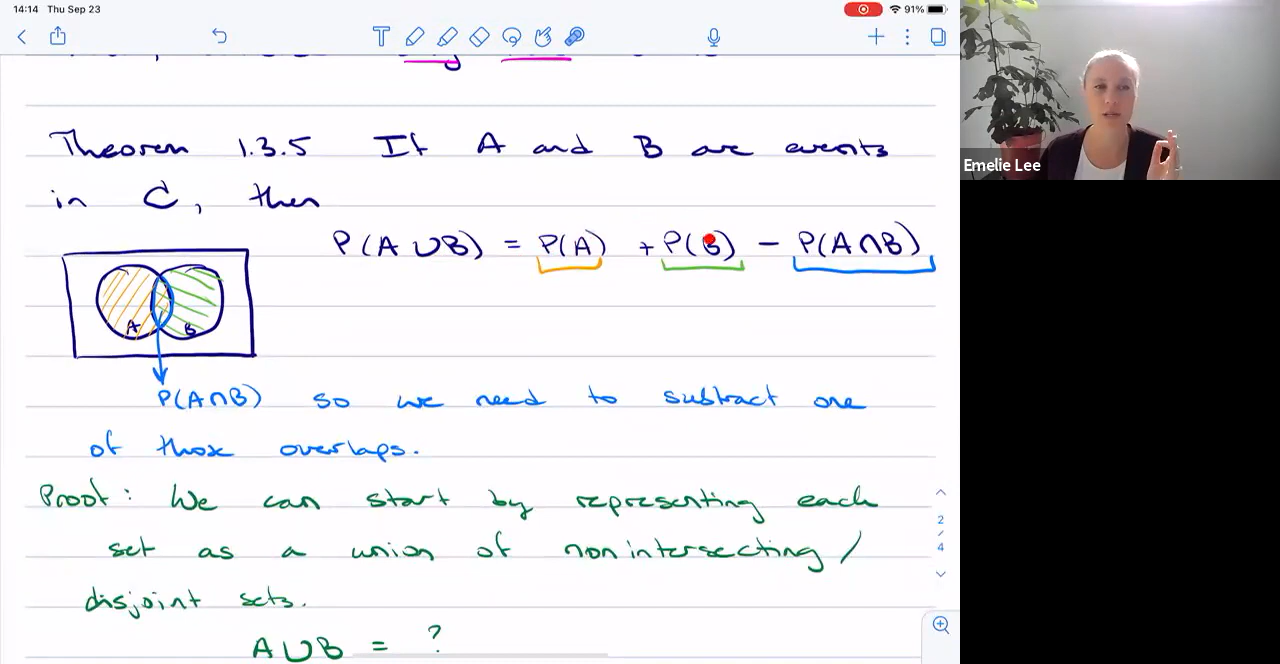 14:14 Thu Sep 23
91%
Emelie Lee
Theorem 1.3.5 If A and B are events
in C, then
P(A∪B) = P(A) + P(B) - P(A∩B)
A B
P(A∩B) so we need to subtract one
of those overlaps.
Proof: We can start by representing each
set as a union of nonintersecting/
disjoint sets.
A∪B = ?
2/4